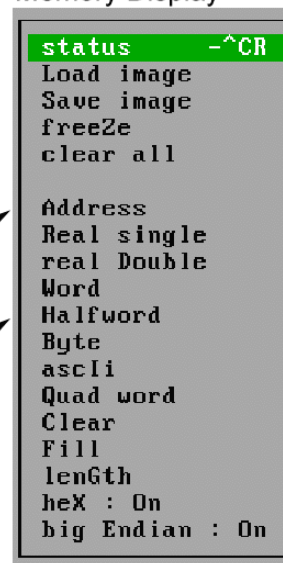 Memory Display
status -^CR
Load image
Save image
freeZe
clear all
Address
Real single
real Double
Word
Halfword
Byte
ascIi
Quad word
Clear
Fill
lenGth
heX : On
big Endian : On